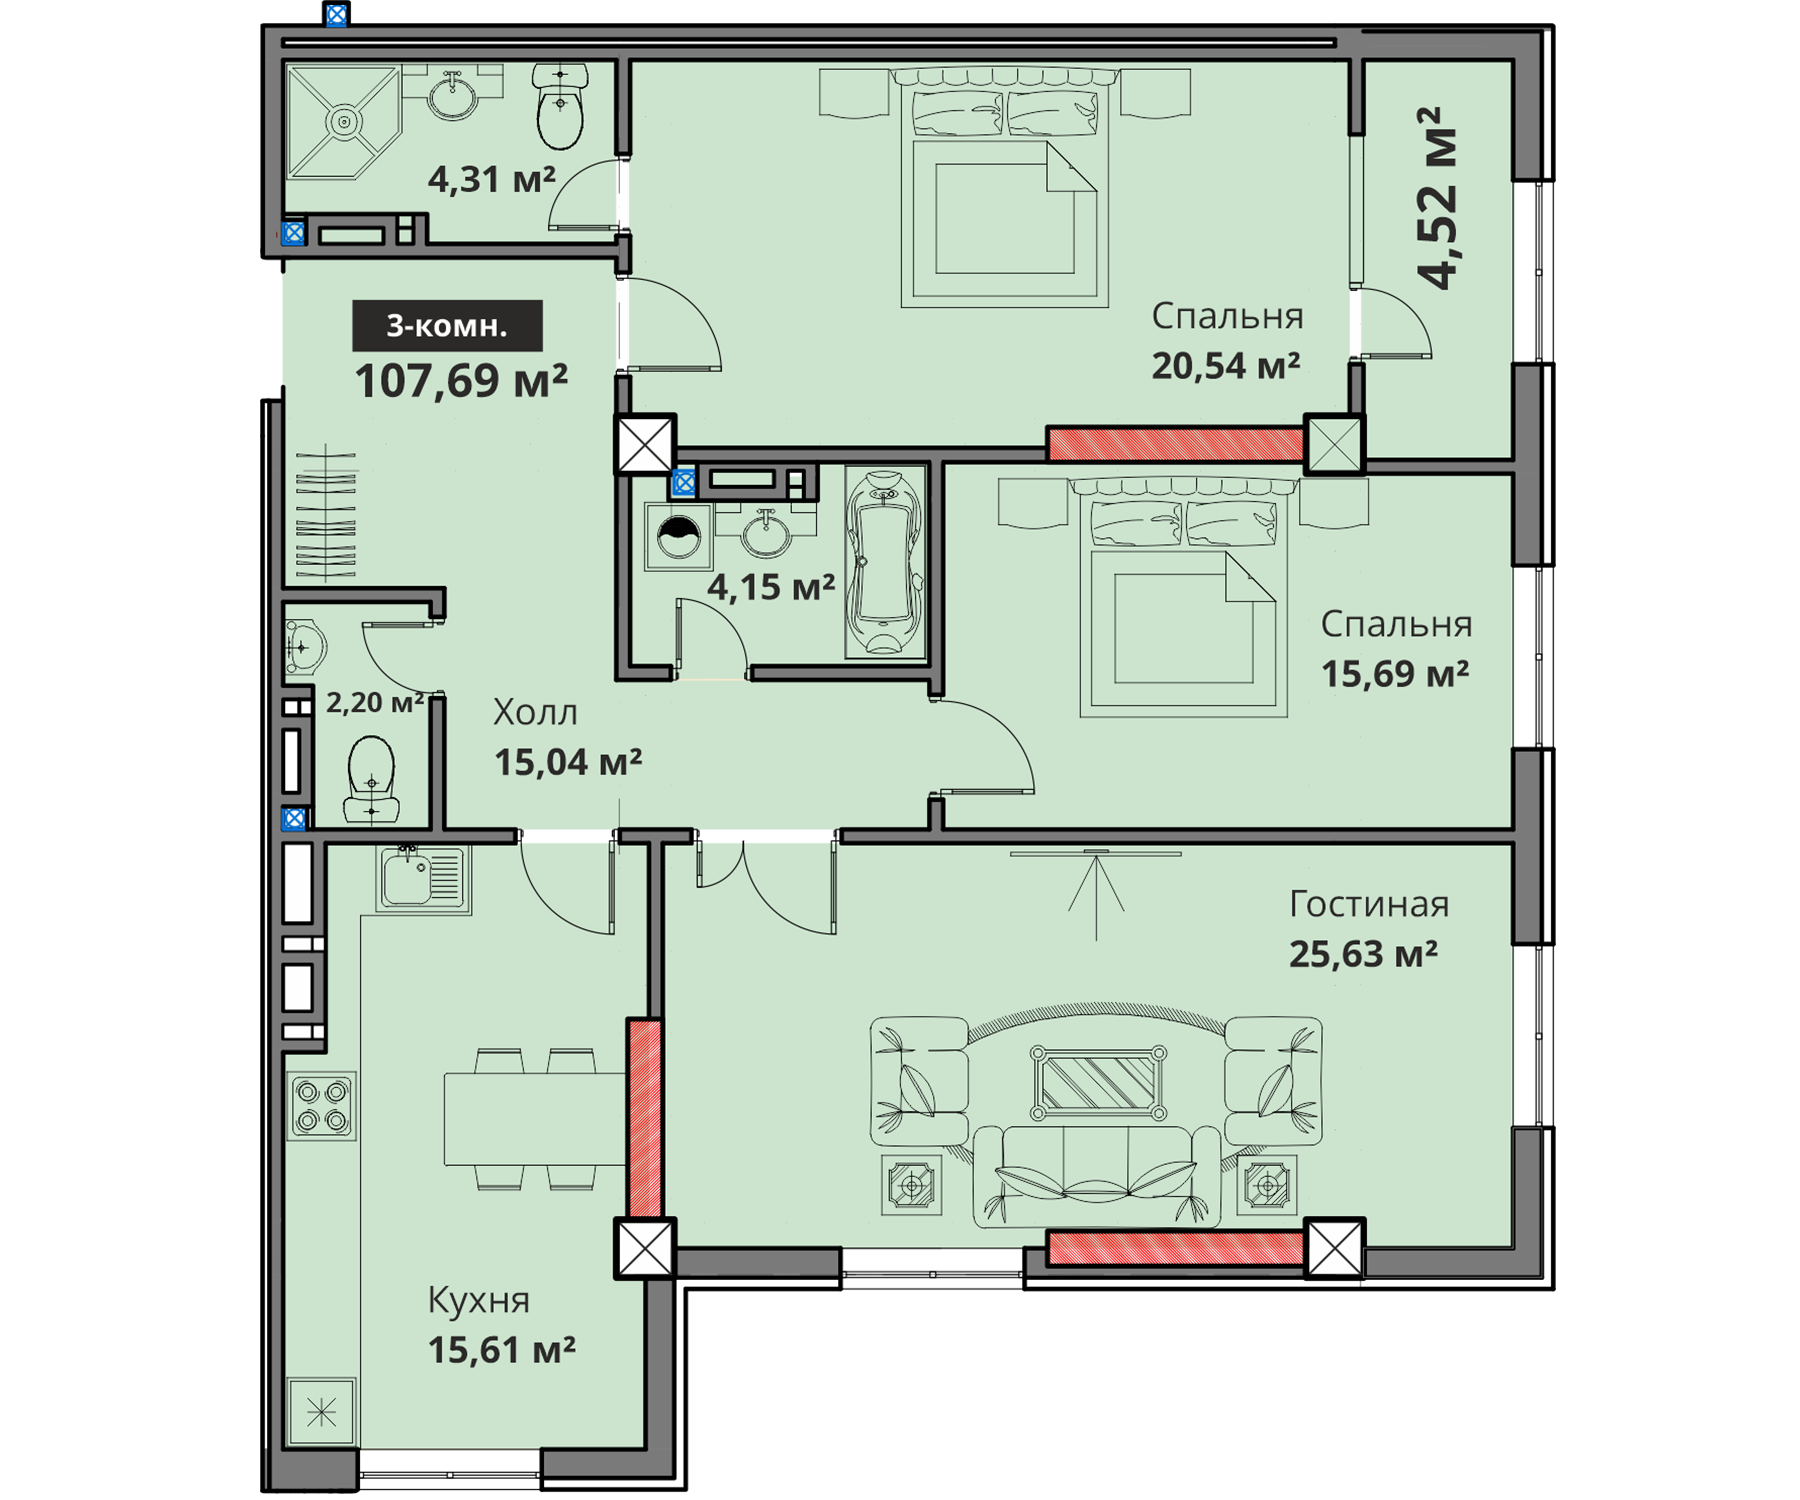 4,31 м²
4,52 м²
3-комн.
107,69 м²
Спальня
20,54 м²
4,15 м²
Спальня
15,69 м²
2,20 м²
Холл
15,04 м²
Гостиная
25,63 м²
Кухня
15,61 м²